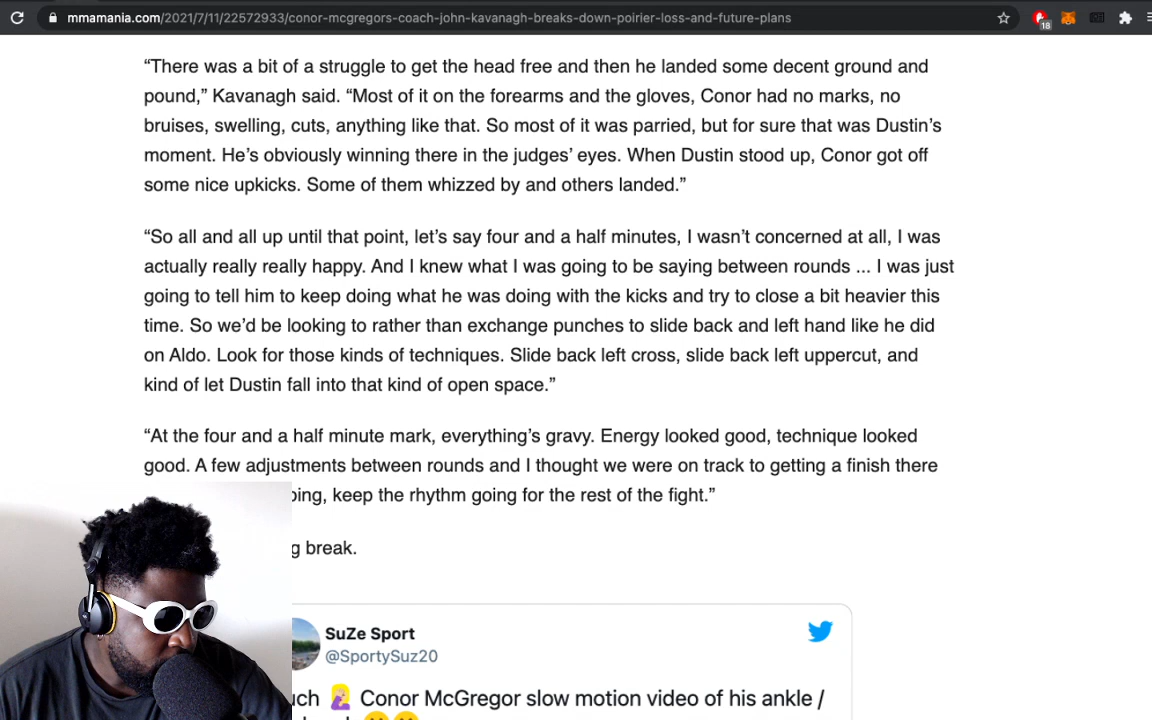 mmamania.com/2021/7/11/22572933/conor-mcgregors-coach-john-kavanagh-breaks-down-poirier-loss-and-future-plans
18
“There was a bit of a struggle to get the head free and then he landed some decent ground and
pound,” Kavanagh said. “Most of it on the forearms and the gloves, Conor had no marks, no
bruises, swelling, cuts, anything like that. So most of it was parried, but for sure that was Dustin’s
moment. He’s obviously winning there in the judges’ eyes. When Dustin stood up, Conor got off
some nice upkicks. Some of them whizzed by and others landed.”
“So all and all up until that point, let’s say four and a half minutes, I wasn’t concerned at all, I was
actually really really happy. And I knew what I was going to be saying between rounds ... I was just
going to tell him to keep doing what he was doing with the kicks and try to close a bit heavier this
time. So we’d be looking to rather than exchange punches to slide back and left hand like he did
on Aldo. Look for those kinds of techniques. Slide back left cross, slide back left uppercut, and
kind of let Dustin fall into that kind of open space.”
“At the four and a half minute mark, everything’s gravy. Energy looked good, technique looked
good. A few adjustments between rounds and I thought we were on track to getting a finish there
oing, keep the rhythm going for the rest of the fight.”
g break.
SuZe Sport
@SportySuz20
uch 🤦 Conor McGregor slow motion video of his ankle /